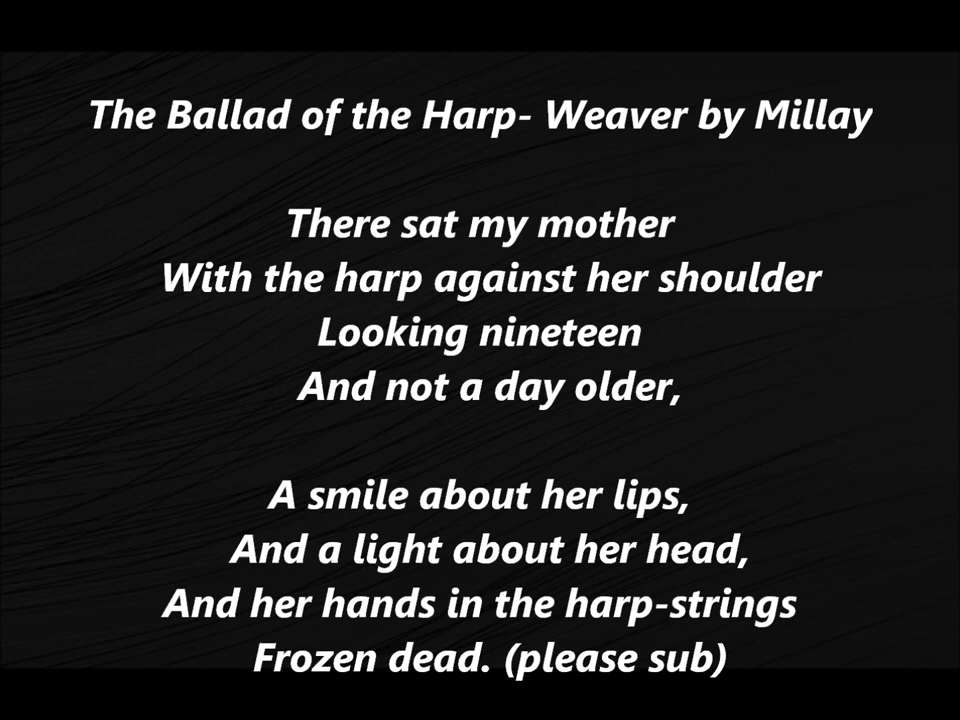 The Ballad of the Harp- Weaver by Millay
There sat my mother
With the harp against her shoulder
Looking nineteen
And not a day older,
A smile about her lips,
And a light about her head,
And her hands in the harp-strings
Frozen dead. (please sub)